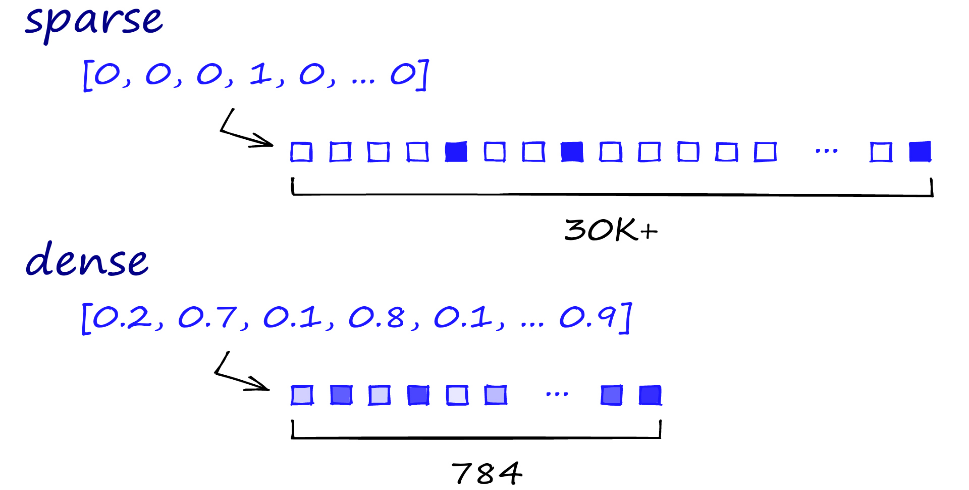 sparse
[0, 0, 0, 1, 0, ... 0]
...
30K+
dense
[0.2, 0.7, 0.1, 0.8, 0.1, ... 0.9]
...
784